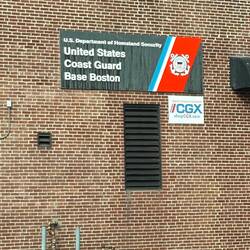 U.S. Department of Homeland Security
United States
Coast Guard
Base Boston
CGX
shopCGX.com